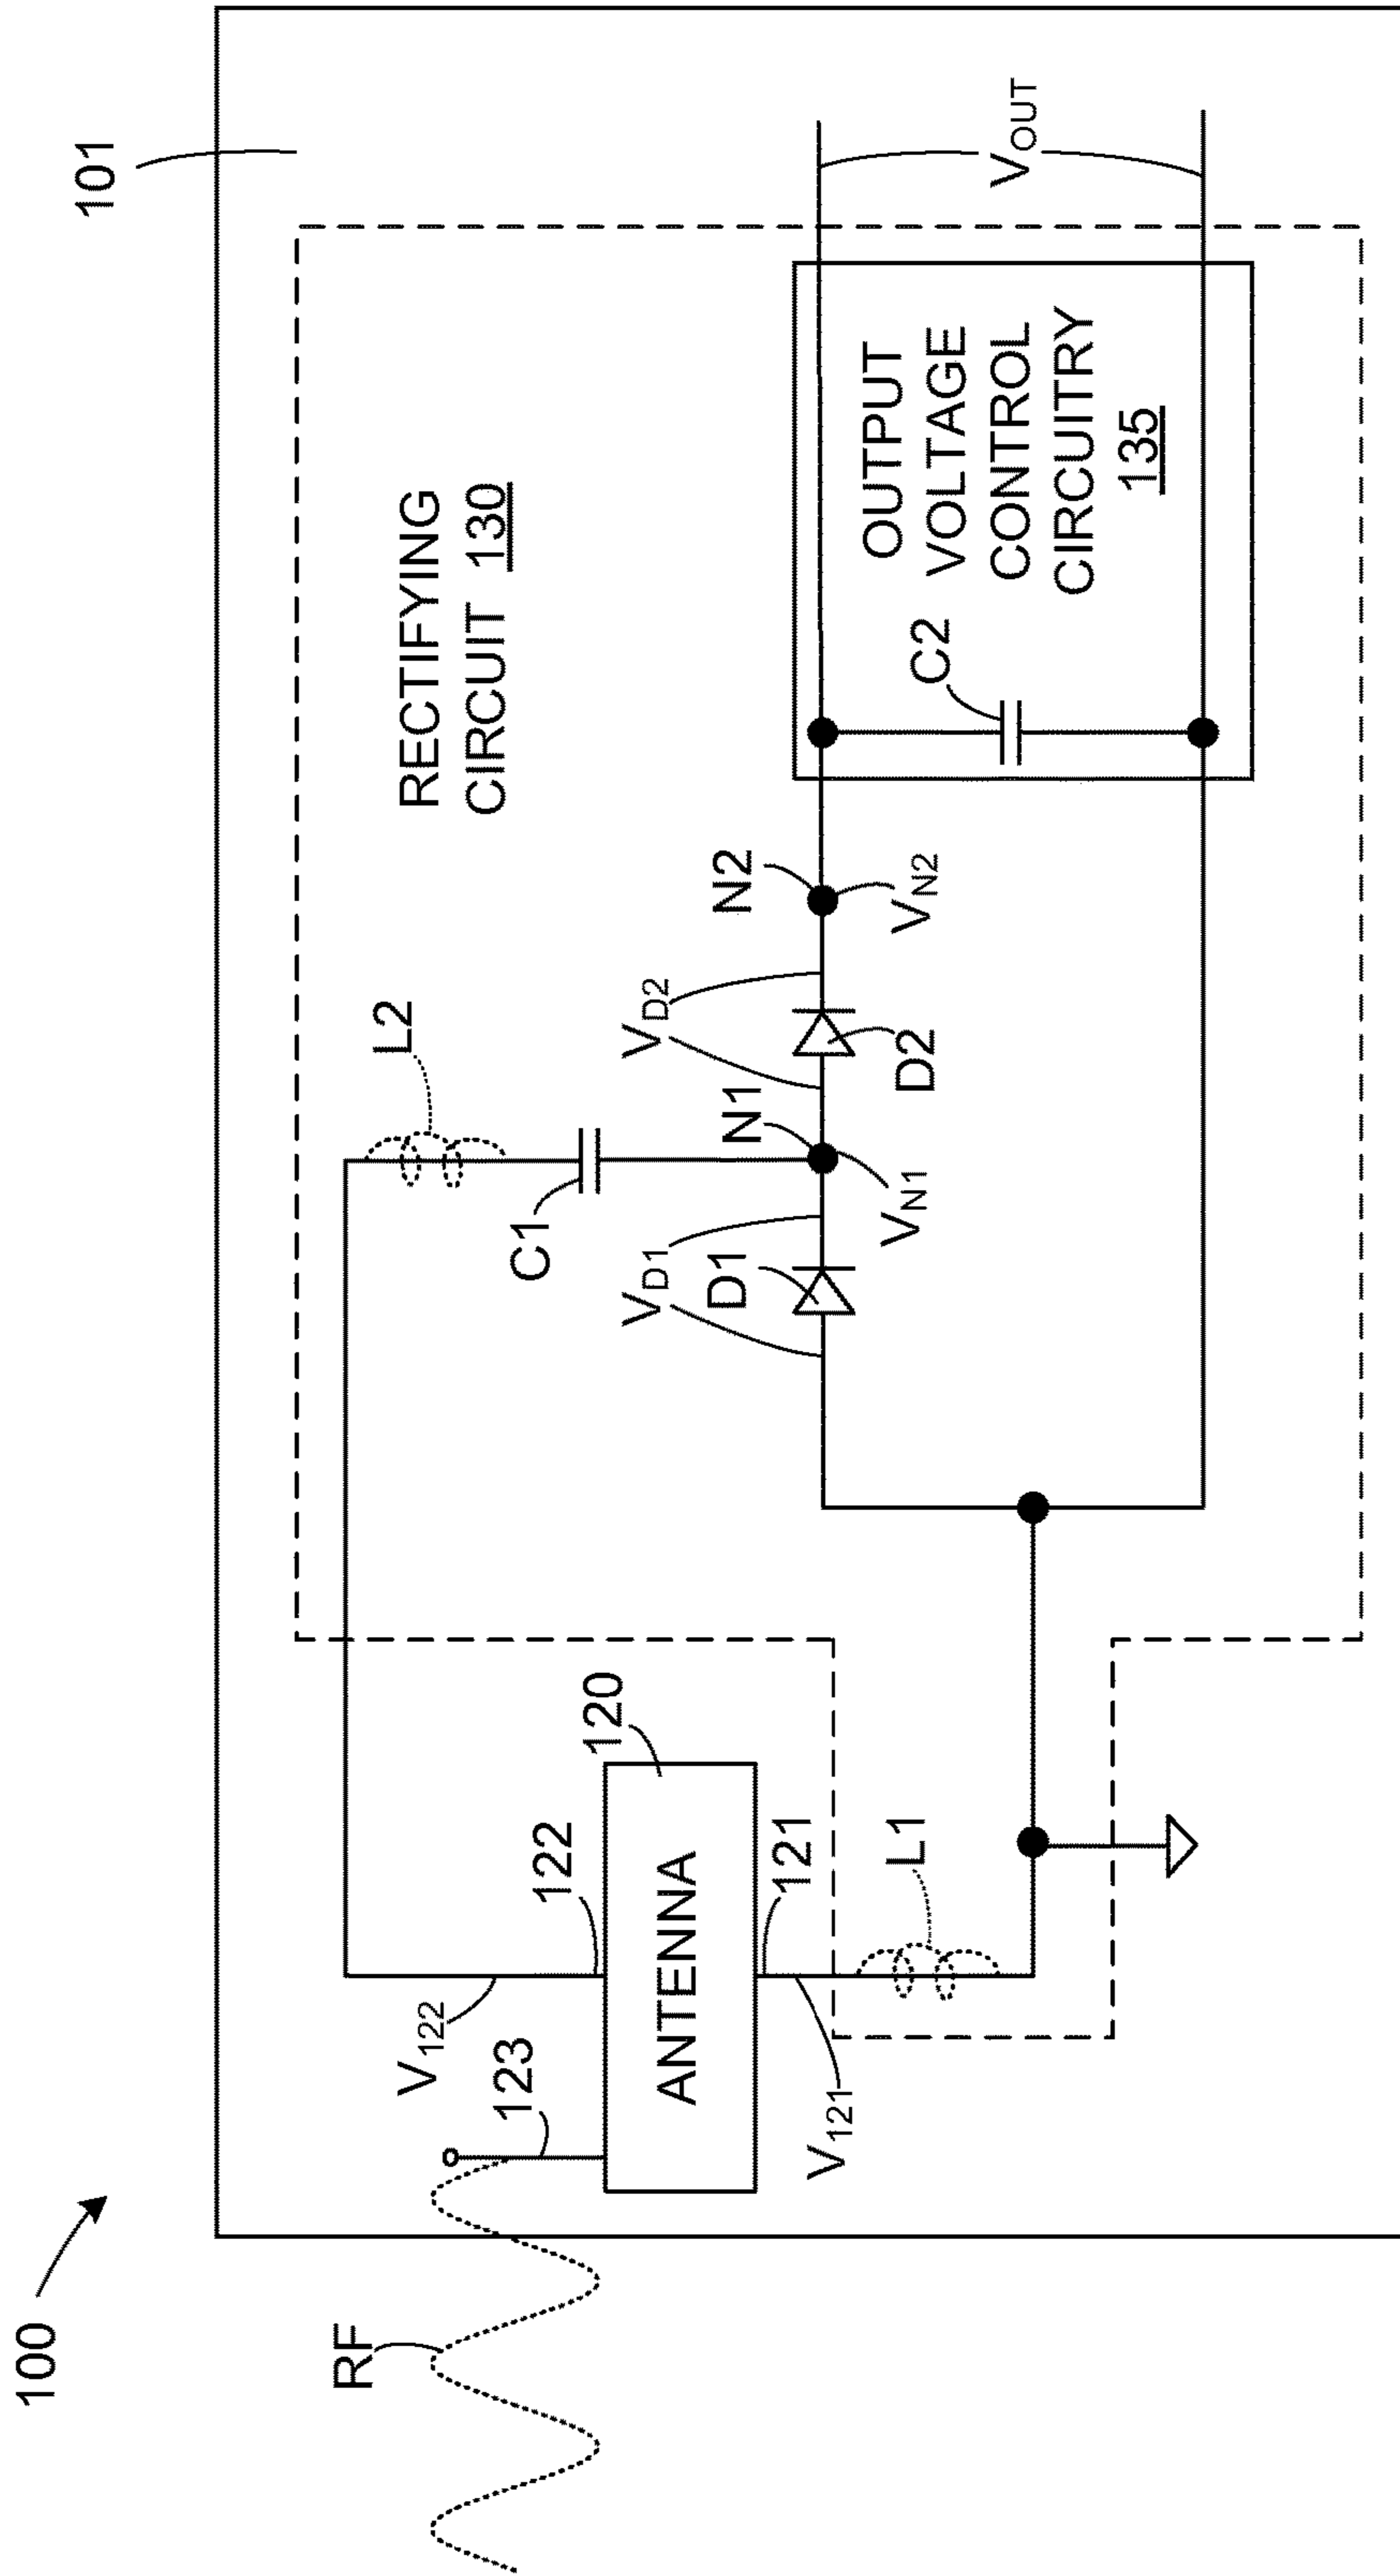 100
101
RF
V122
123
122
120
ANTENNA
121
V121
L1
L2
C1
RECTIFYING
CIRCUIT 130
VD1
D1
N1
VN1
VD2
D2
N2
VN2
C2
OUTPUT
VOLTAGE
CONTROL
CIRCUITRY
135
VOUT